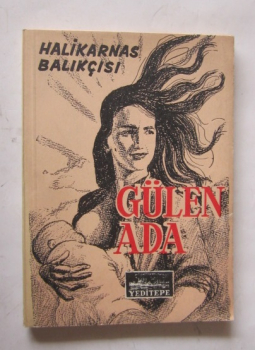 HALİKARNAS
BALIKÇISI
GÜLEN
ADA
YEDİTEPE